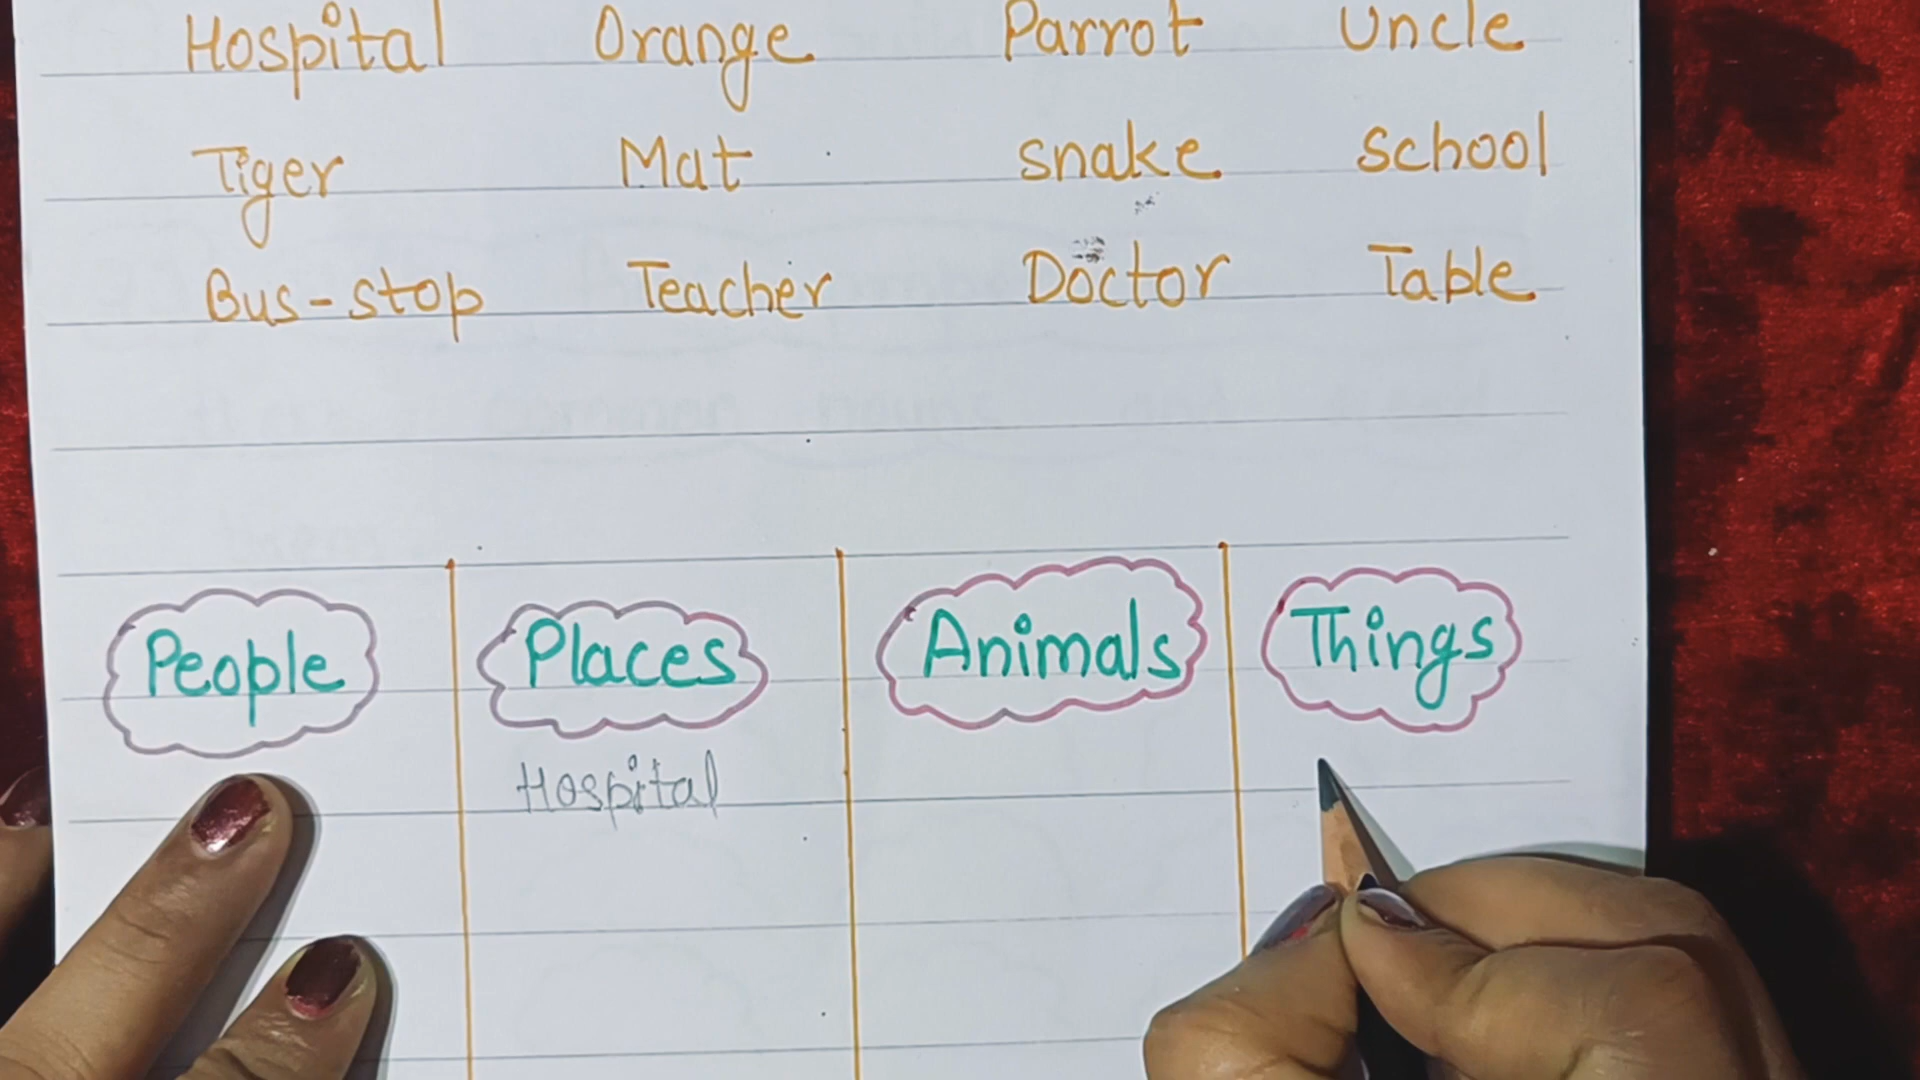 Hospital Orange Parrot Uncle
Tiger Mat snake school
Bus-stop Teacher Doctor Table
People Places Animals Things
Hospital